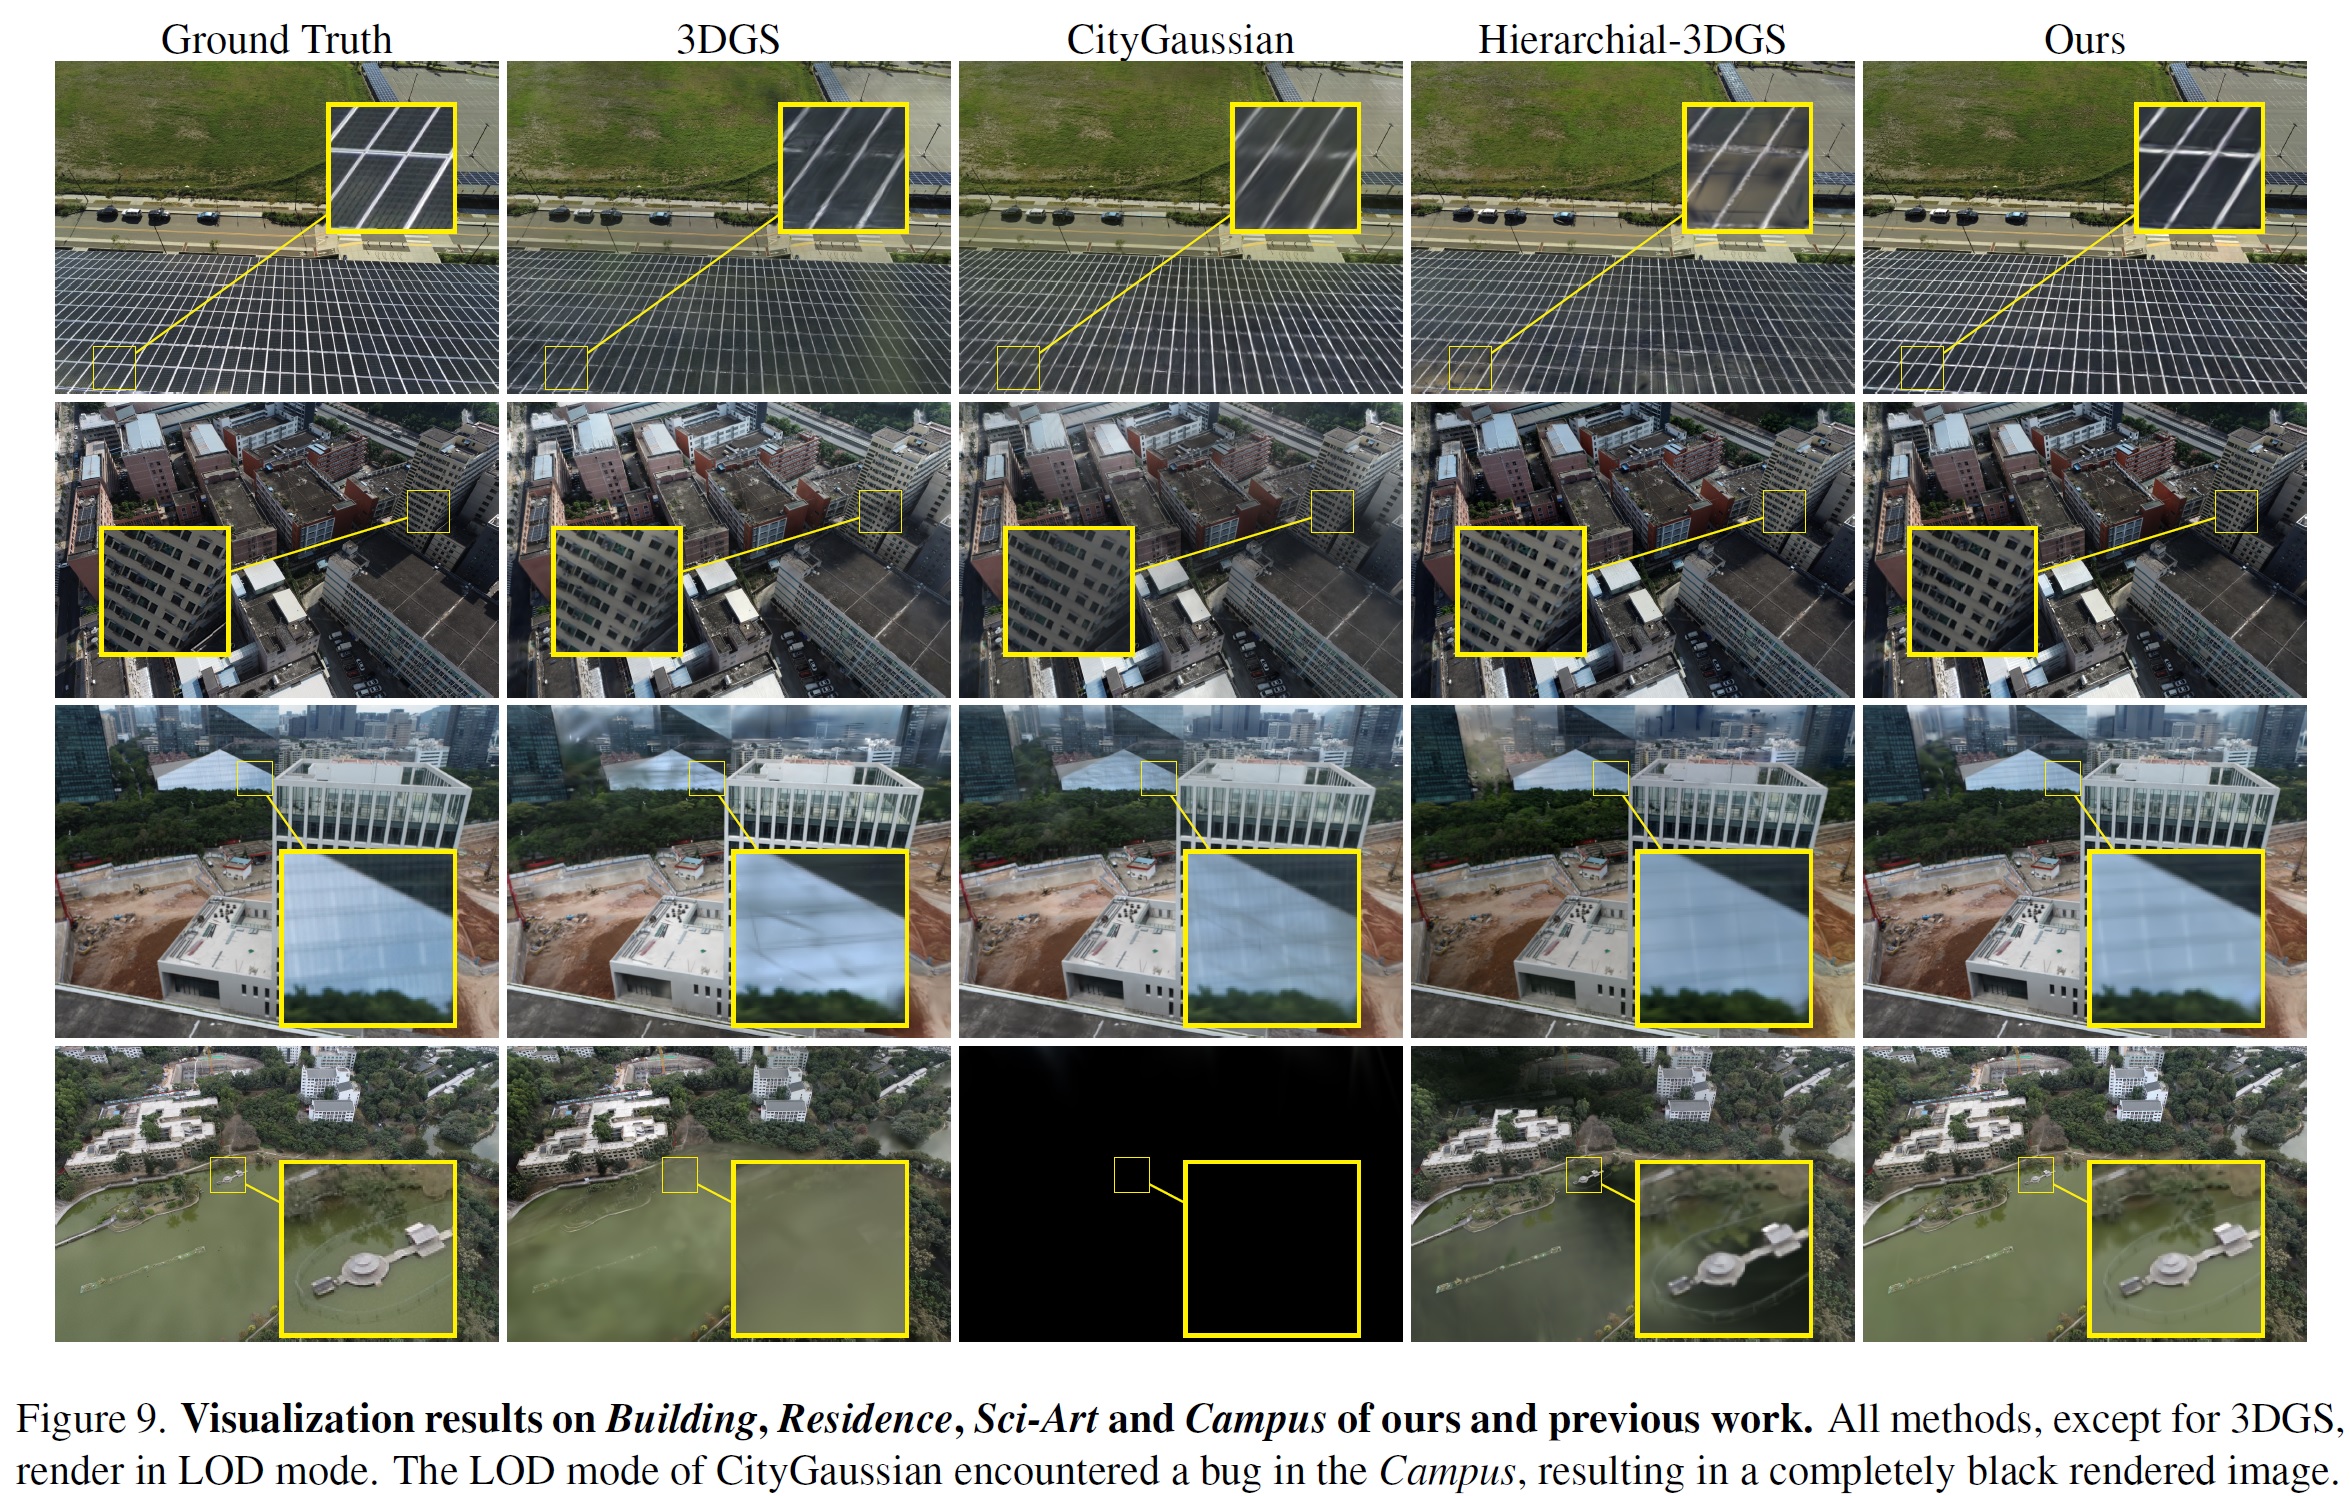 Ground Truth 3DGS CityGaussian Hierarchial-3DGS Ours
Figure 9. Visualization results on Building, Residence, Sci-Art and Campus of ours and previous work. All methods, except for 3DGS,
render in LOD mode. The LOD mode of CityGaussian encountered a bug in the Campus, resulting in a completely black rendered image.